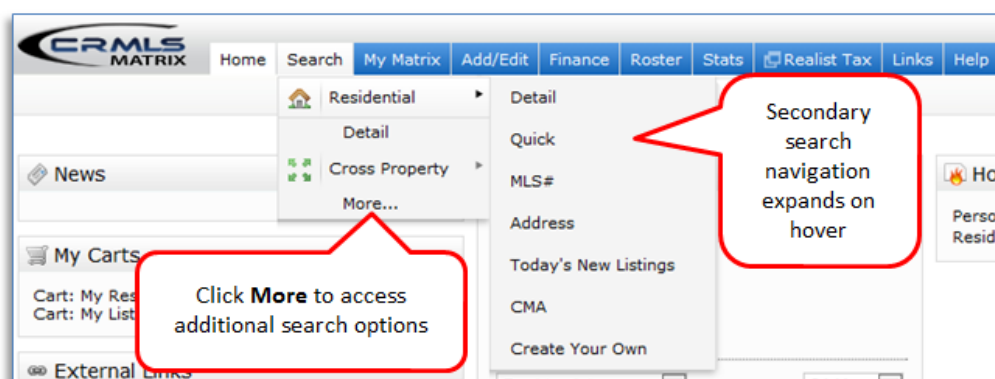 CRMLS
MATRIX
Home Search My Matrix Add/Edit Finance Roster Stats Realist Tax Links Help
Residential
Detail
Cross Property
More...
Detail
Quick
MLS#
Address
Today's New Listings
CMA
Create Your Own
Secondary
search
navigation
expands on
hover
News
My Carts
Cart: My Res
Cart: My List
External Links
Click More to access
additional search options
Ho
Perso
Resid